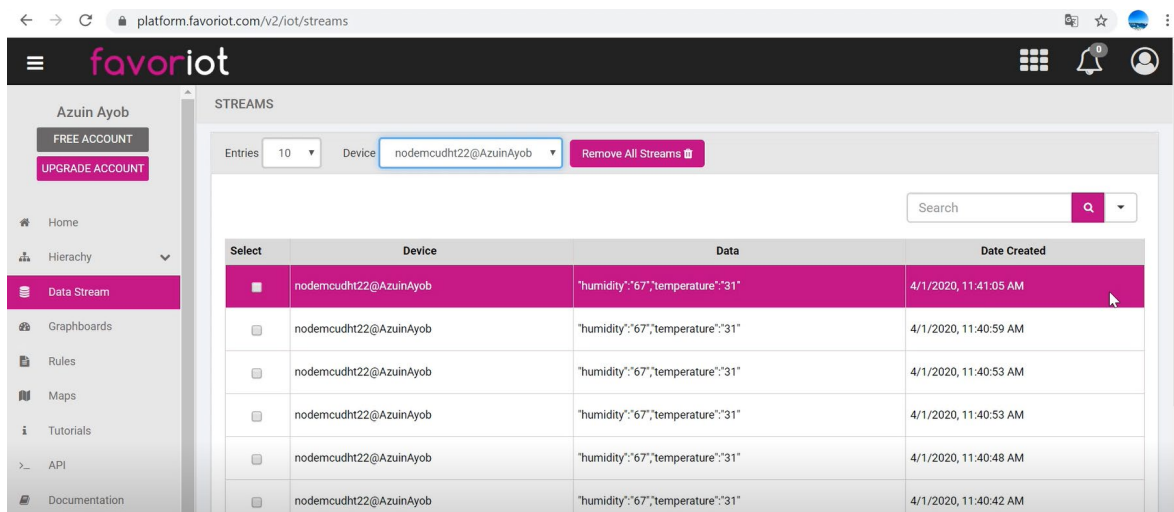 platform.favoriot.com/v2/iot/streams
favoriot
0
Azuin Ayob
FREE ACCOUNT
UPGRADE ACCOUNT
Home
Hierachy
Data Stream
Graphboards
Rules
Maps
Tutorials
API
Documentation
STREAMS
Entries 10 Device nodemcudht22@AzuinAyob Remove All Streams
Search
Select Device Data Date Created
nodemcudht22@AzuinAyob "humidity":"67","temperature":"31" 4/1/2020, 11:41:05 AM
nodemcudht22@AzuinAyob "humidity":"67","temperature":"31" 4/1/2020, 11:40:59 AM
nodemcudht22@AzuinAyob "humidity":"67","temperature":"31" 4/1/2020, 11:40:53 AM
nodemcudht22@AzuinAyob "humidity":"67","temperature":"31" 4/1/2020, 11:40:53 AM
nodemcudht22@AzuinAyob "humidity":"67","temperature":"31" 4/1/2020, 11:40:48 AM
nodemcudht22@AzuinAyob "humidity":"67","temperature":"31" 4/1/2020, 11:40:42 AM